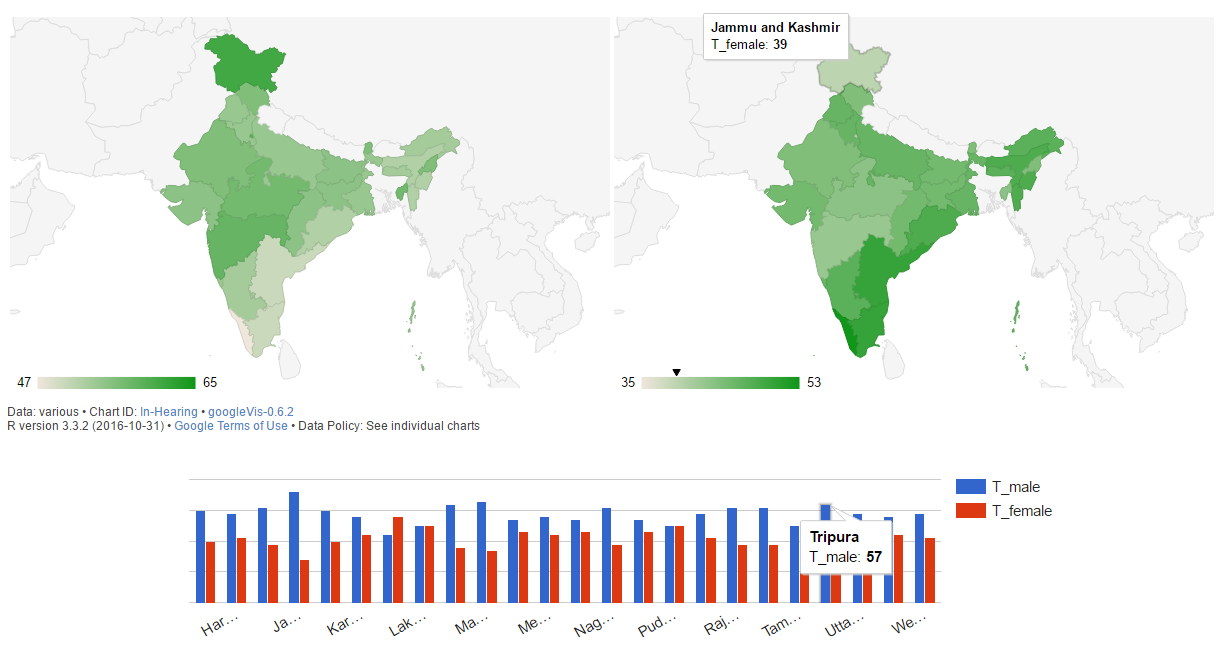 Jammu and Kashmir
T_female: 39
47
65
35
53
Data: various • Chart ID: In-Hearing • googleVis-0.6.2
R version 3.3.2 (2016-10-31) • Google Terms of Use • Data Policy: See individual charts
T_male
T_female
Tripura
T_male: 57
Har…
Ja…
Kar…
Lak…
Ma…
Me…
Nag…
Pud…
Raj…
Tam…
Utta…
We…